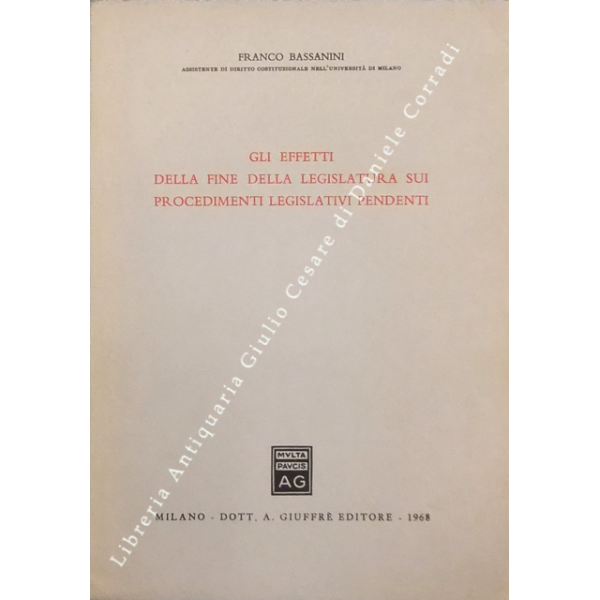 FRANCO BASSANINI
ASSISTENTE DI DIRITTO COSTITUZIONALE NELL'UNIVERSITÀ DI MILANO
GLI EFFETTI
DELLA FINE DELLA LEGISLATURA SUI
PROCEDIMENTI LEGISLATIVI PENDENTI
Libreria Antiquaria Giulio Cesare di Daniele Corradi
MVLTA
PAVCIS
AG
MILANO - DOTT. A. GIUFFRÈ EDITORE - 1968